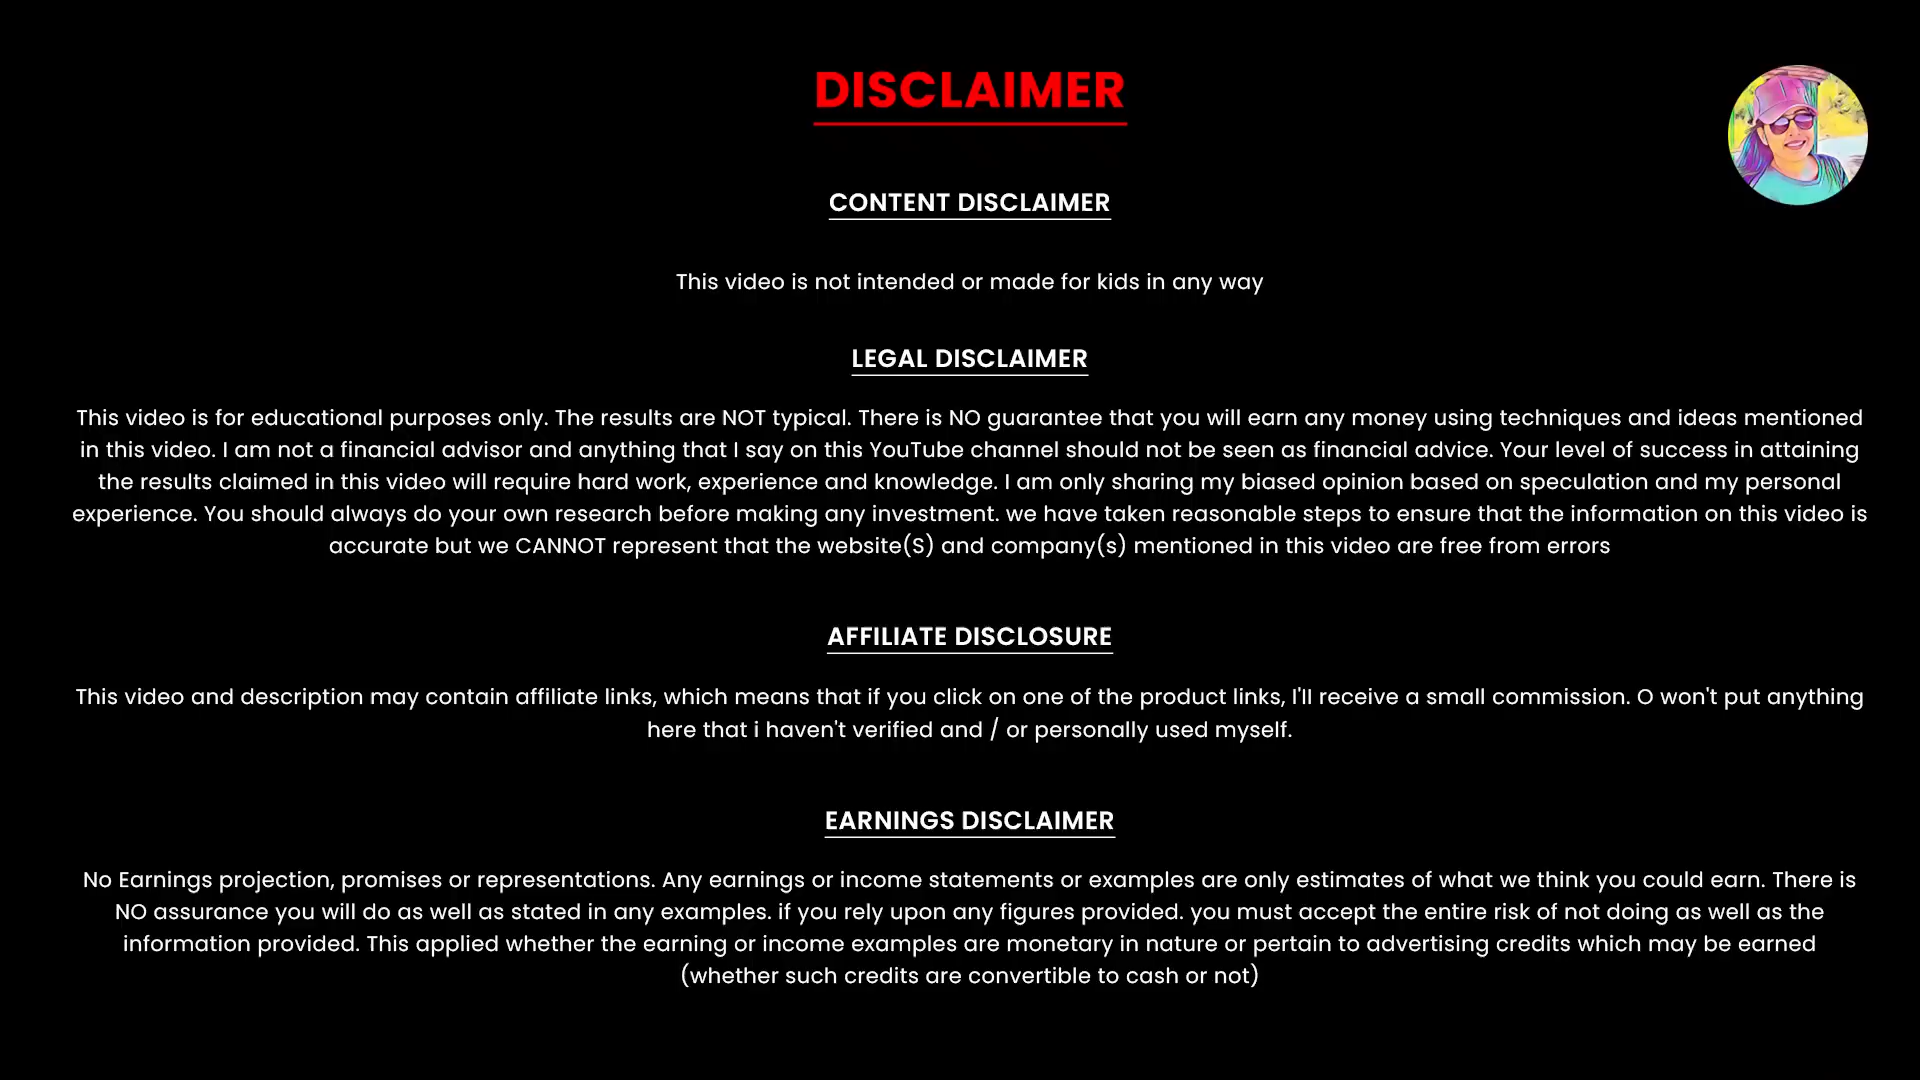 DISCLAIMER
CONTENT DISCLAIMER
This video is not intended or made for kids in any way
LEGAL DISCLAIMER
This video is for educational purposes only. The results are NOT typical. There is NO guarantee that you will earn any money using techniques and ideas mentioned
in this video. I am not a financial advisor and anything that I say on this YouTube channel should not be seen as financial advice. Your level of success in attaining
the results claimed in this video will require hard work, experience and knowledge. I am only sharing my biased opinion based on speculation and my personal
experience. You should always do your own research before making any investment. we have taken reasonable steps to ensure that the information on this video is
accurate but we CANNOT represent that the website(S) and company(s) mentioned in this video are free from errors
AFFILIATE DISCLOSURE
This video and description may contain affiliate links, which means that if you click on one of the product links, I'll receive a small commission. O won't put anything
here that i haven't verified and / or personally used myself.
EARNINGS DISCLAIMER
No Earnings projection, promises or representations. Any earnings or income statements or examples are only estimates of what we think you could earn. There is
NO assurance you will do as well as stated in any examples. if you rely upon any figures provided. you must accept the entire risk of not doing as well as the
information provided. This applied whether the earning or income examples are monetary in nature or pertain to advertising credits which may be earned
(whether such credits are convertible to cash or not)